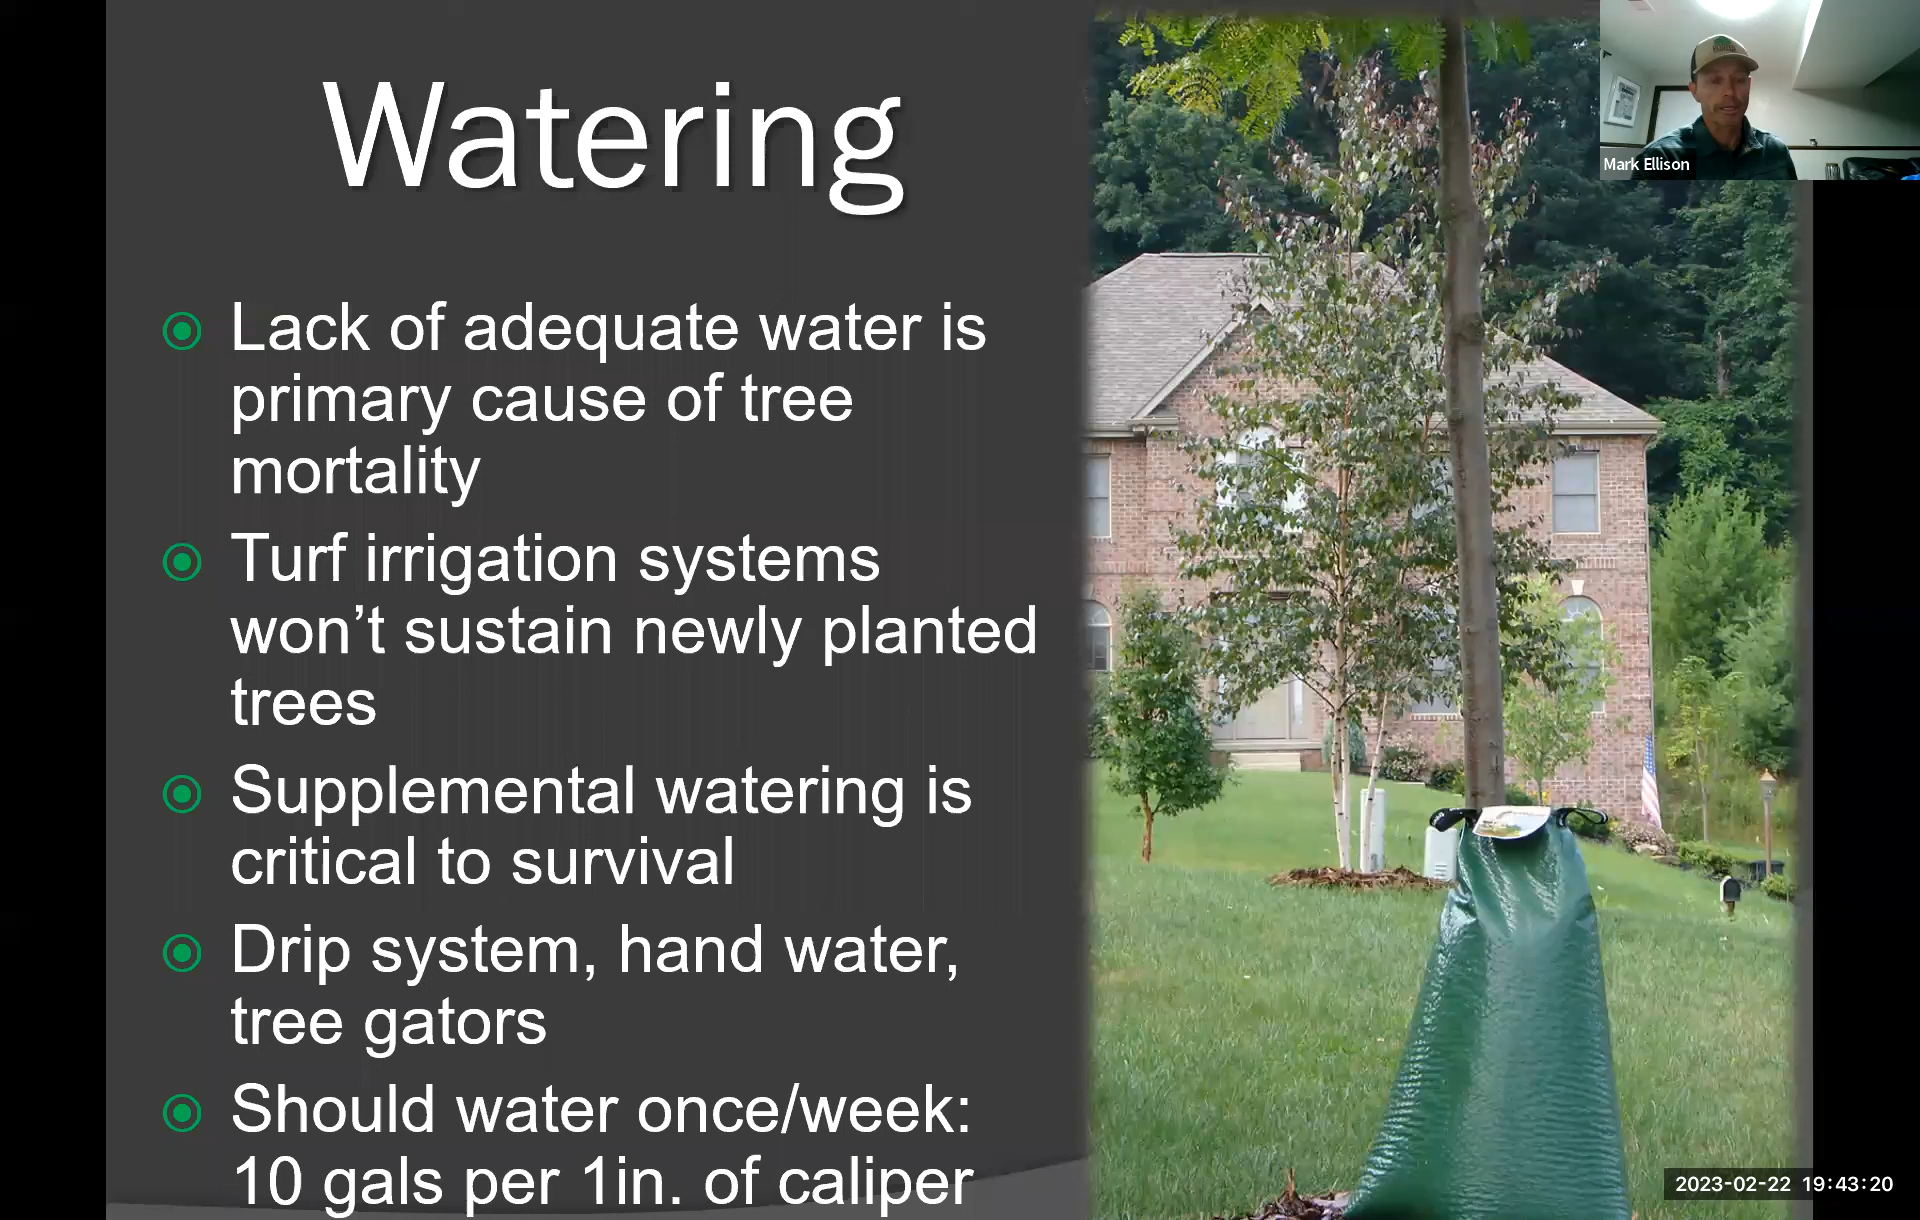 Watering
Lack of adequate water is
primary cause of tree
mortality
Turf irrigation systems
won’t sustain newly planted
trees
Supplemental watering is
critical to survival
Drip system, hand water,
tree gators
Should water once/week:
10 gals per 1in. of caliper
Mark Ellison
2023-02-22 19:43:20